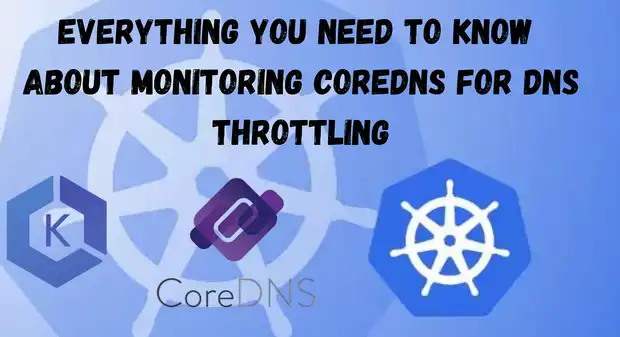 EVERYTHING YOU NEED TO KNOW
ABOUT MONITORING COREDNS FOR DNS
THROTTLING
K
CoreDNS